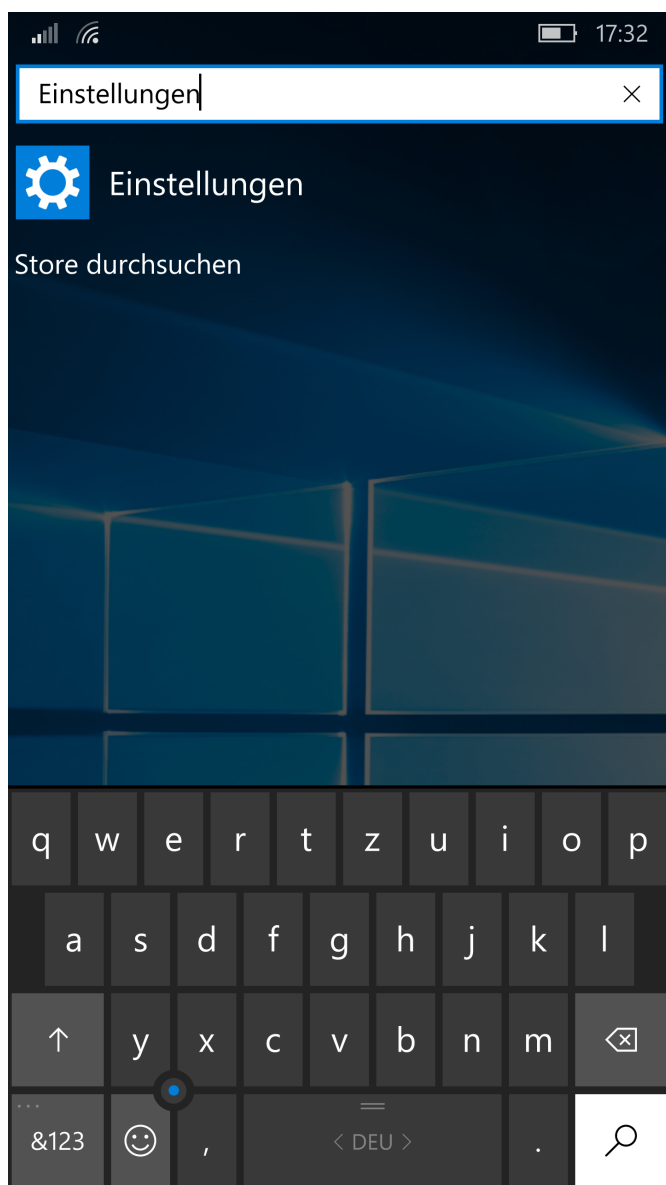 17:32
Einstellungen
Einstellungen
Store durchsuchen
q w e r t z u i o p
a s d f g h j k l
y x c v b n m
&123 , < DEU > .